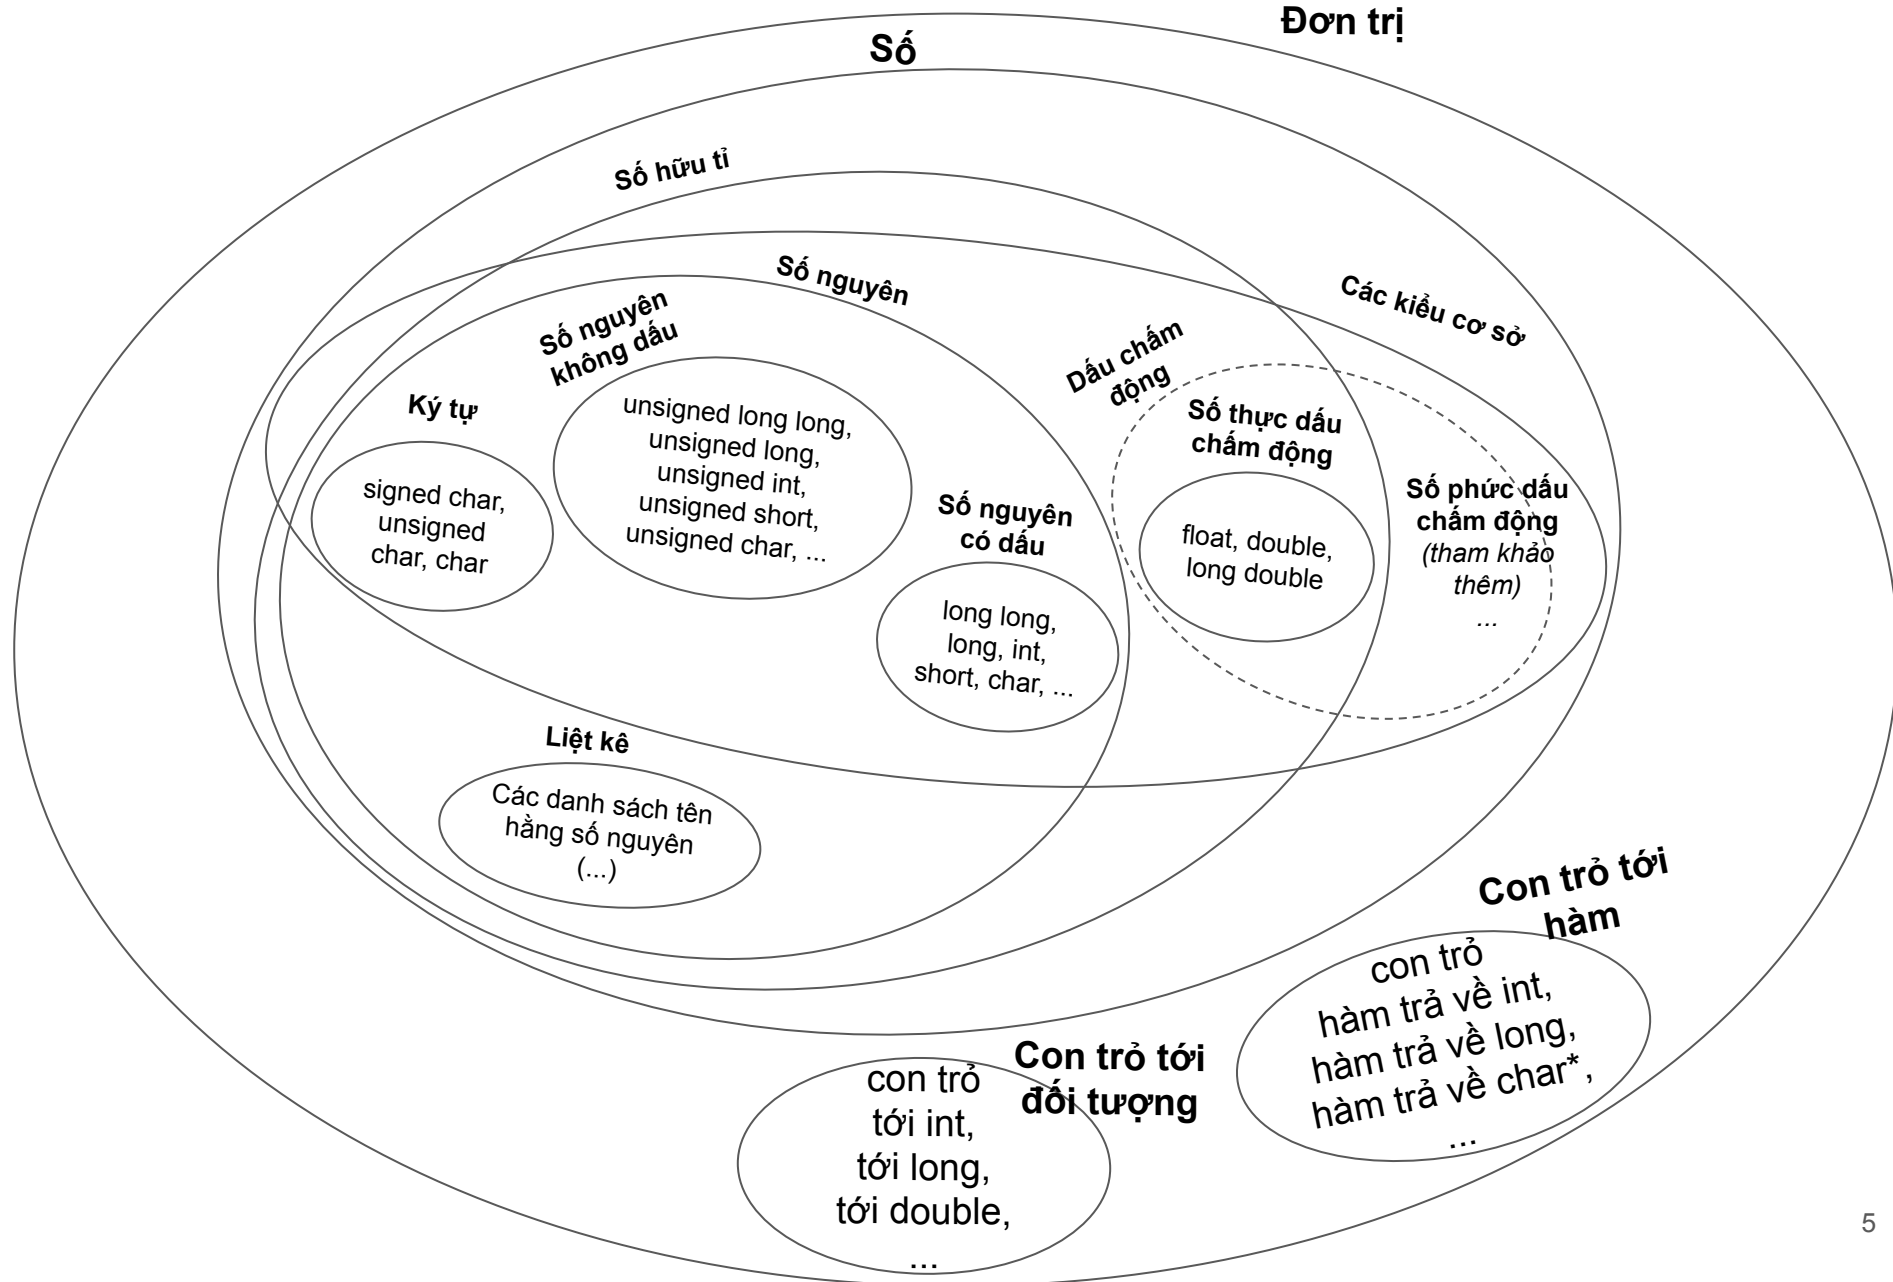 Đơn trị
Số
Số hữu tỉ
Số nguyên
Các kiểu cơ sở
Số nguyên
không dấu
Dấu chấm
động
Ký tự
unsigned long long,
unsigned long,
unsigned int,
unsigned short,
unsigned char, ...
Số thực dấu
chấm động
signed char,
unsigned
char, char
Số nguyên
có dấu
float, double,
long double
Số phức dấu
chấm động
(tham khảo
thêm)
...
long long,
long, int,
short, char, ...
Liệt kê
Các danh sách tên
hằng số nguyên
(...)
Con trỏ tới
hàm
con trỏ
hàm trả về int,
hàm trả về long,
hàm trả về char*,
...
Con trỏ tới
đối tượng
con trỏ
tới int,
tới long,
tới double,
...
5